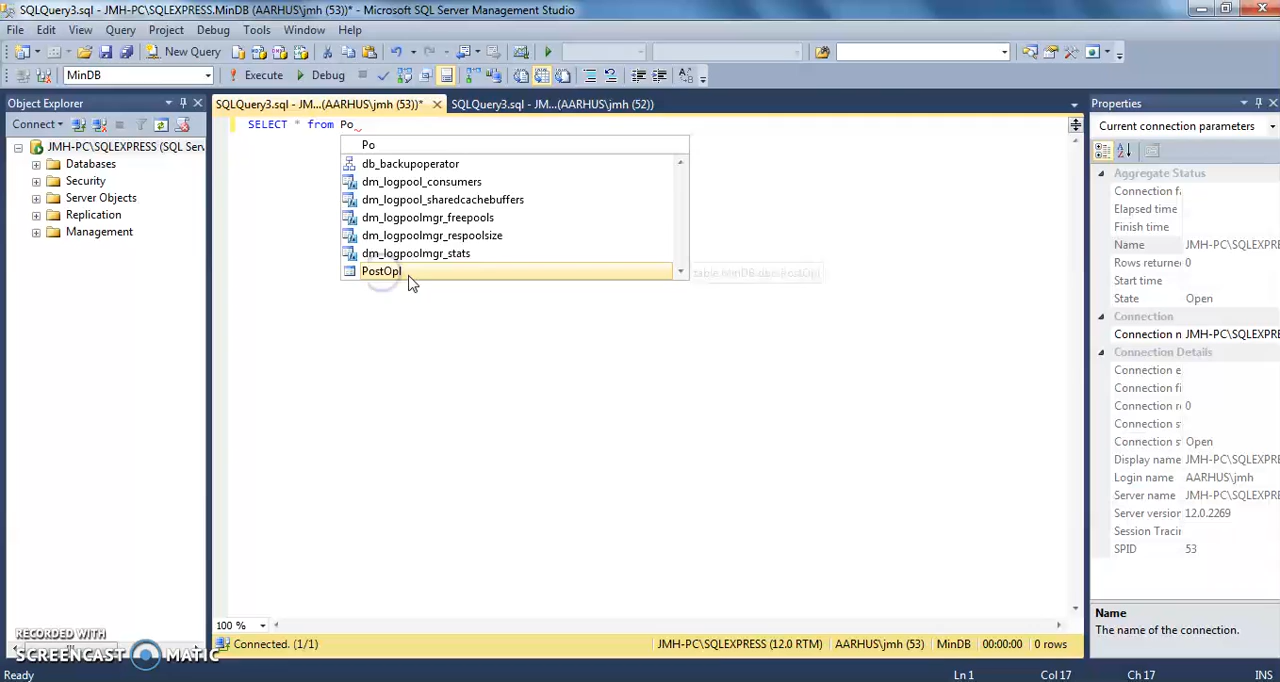 SQLQuery3.sql - JMH-PC\SQLEXPRESS.MinDB (AARHUS\jmh (53))* - Microsoft SQL Server Management Studio
File Edit View Query Project Debug Tools Window Help
New Query
MinDB
Execute
Debug
Object Explorer
Connect
JMH-PC\SQLEXPRESS (SQL Ser
Databases
Security
Server Objects
Replication
Management
SQLQuery3.sql - JM...(AARHUS\jmh (53))*
SQLQuery3.sql - JM...(AARHUS\jmh (52))
SELECT * from Po
Po
db_backupoperator
dm_logpool_consumers
dm_logpool_sharedcachebuffers
dm_logpoolmgr_freepools
dm_logpoolmgr_respoolsize
dm_logpoolmgr_stats
PostOpl
table MinDB.dbo.PostOpl
100 %
Connected. (1/1)
JMH-PC\SQLEXPRESS (12.0 RTM)
AARHUS\jmh (53)
MinDB
00:00:00
0 rows
Properties
Current connection parameters
Aggregate Status
Connection f
Elapsed time
Finish time
Name JMH-PC\SQLEXPRE
Rows returne 0
Start time
State Open
Connection
Connection n JMH-PC\SQLEXPRE
Connection Details
Connection e
Connection fi
Connection r 0
Connection s
Connection s Open
Display name JMH-PC\SQLEXPRE
Login name AARHUS\jmh
Server name JMH-PC\SQLEXPRE
Server version 12.0.2269
Session Traci
SPID 53
Name
The name of the connection.
RECORDED WITH
SCREENCAST MATIC
Ready
Ln 1
Col 17
Ch 17
INS